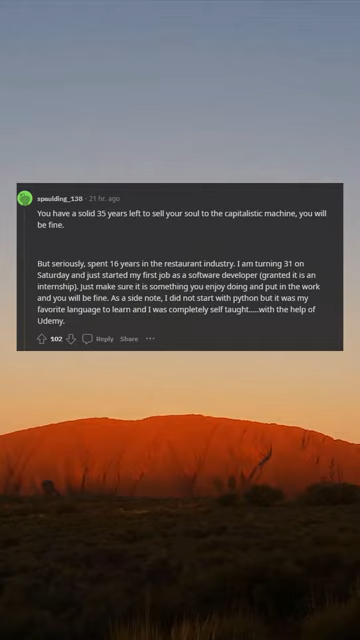 spaulding_138 · 21 hr. ago
You have a solid 35 years left to sell your soul to the capitalistic machine, you will
be fine.
But seriously, spent 16 years in the restaurant industry. I am turning 31 on
Saturday and just started my first job as a software developer (granted it is an
internship). Just make sure it is something you enjoy doing and put in the work
and you will be fine. As a side note, I did not start with python but it was my
favorite language to learn and I was completely self taught.....with the help of
Udemy.
102 Reply Share ···